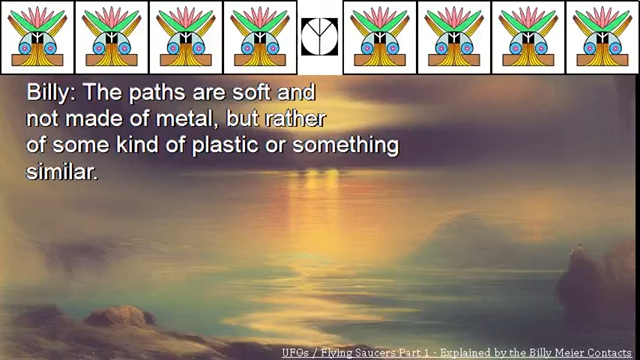 Billy: The paths are soft and
not made of metal, but rather
of some kind of plastic or something
similar.
UFOs / Flying Saucers Part 1 - Explained by the Billy Meier Contacts